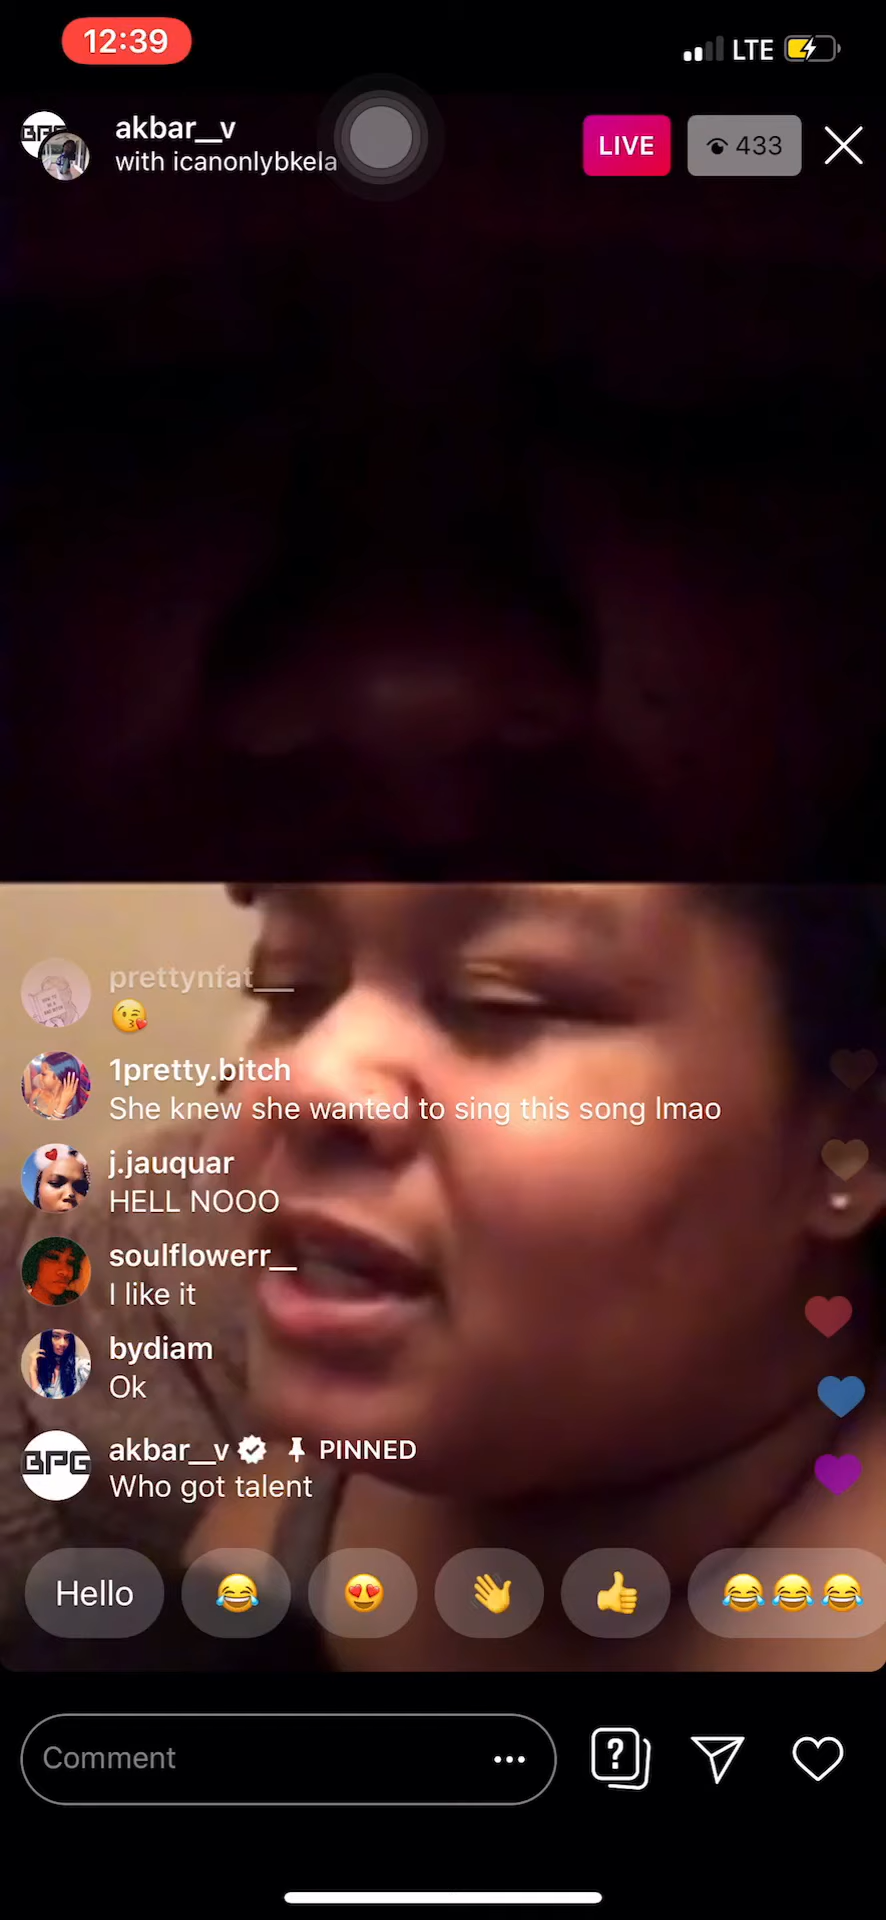 12:39
LTE
akbar__v
with icanonlybkela
LIVE
433
prettynfat__
😘
1pretty.bitch
She knew she wanted to sing this song lmao
j.jauquar
HELL NOOO
soulflowerr__
I like it
bydiam
Ok
BPG
akbar__v PINNED
Who got talent
Hello 😂 😍 👋 👍 😂😂😂
Comment ...
?